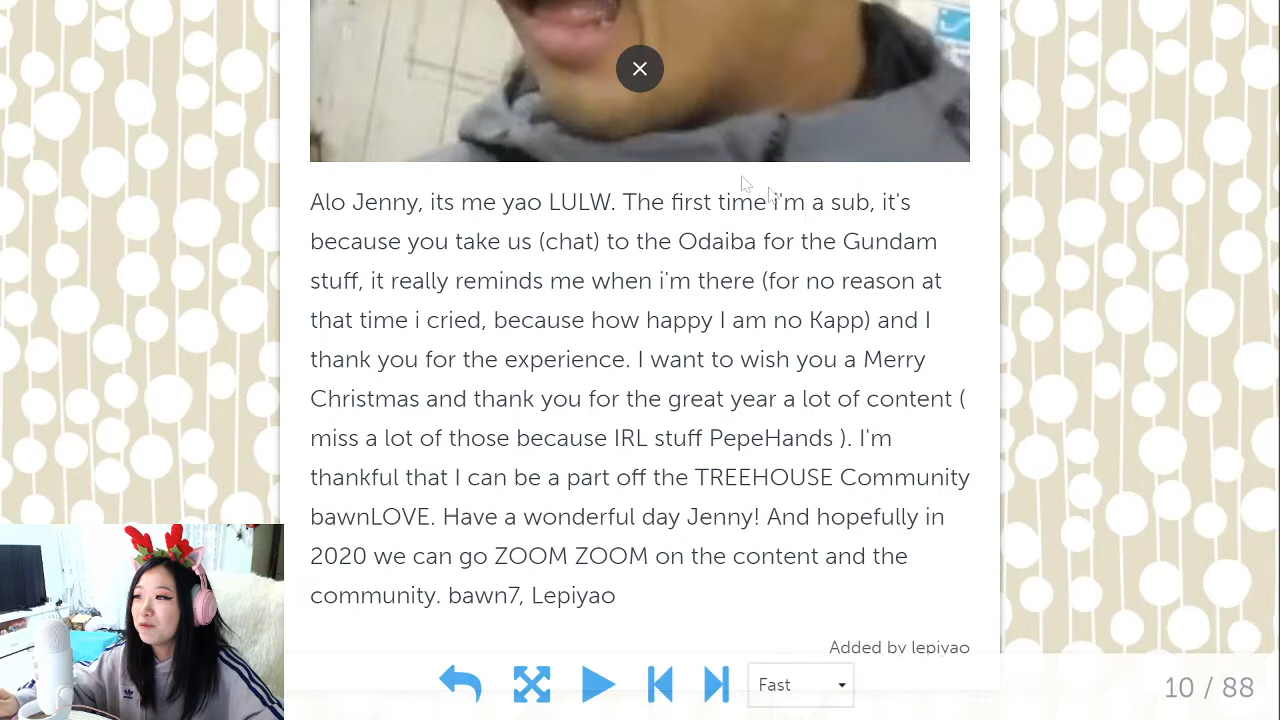 Alo Jenny, its me yao LULW. The first time i'm a sub, it's
because you take us (chat) to the Odaiba for the Gundam
stuff, it really reminds me when i'm there (for no reason at
that time i cried, because how happy I am no Kapp) and I
thank you for the experience. I want to wish you a Merry
Christmas and thank you for the great year a lot of content (
miss a lot of those because IRL stuff PepeHands ). I'm
thankful that I can be a part off the TREEHOUSE Community
bawnLOVE. Have a wonderful day Jenny! And hopefully in
2020 we can go ZOOM ZOOM on the content and the
community. bawn7, Lepiyao
Added by lepiyao
Fast
10 / 88